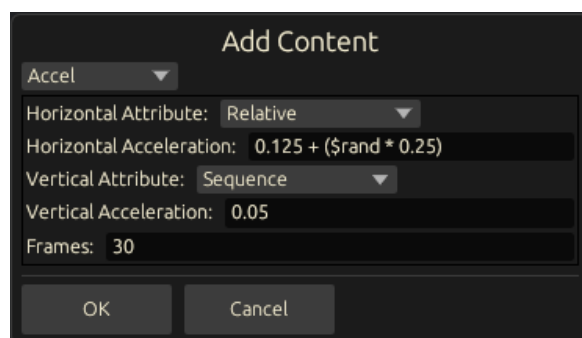 Add Content
Accel
Horizontal Attribute: Relative
Horizontal Acceleration: 0.125 + ($rand * 0.25)
Vertical Attribute: Sequence
Vertical Acceleration: 0.05
Frames: 30
OK Cancel